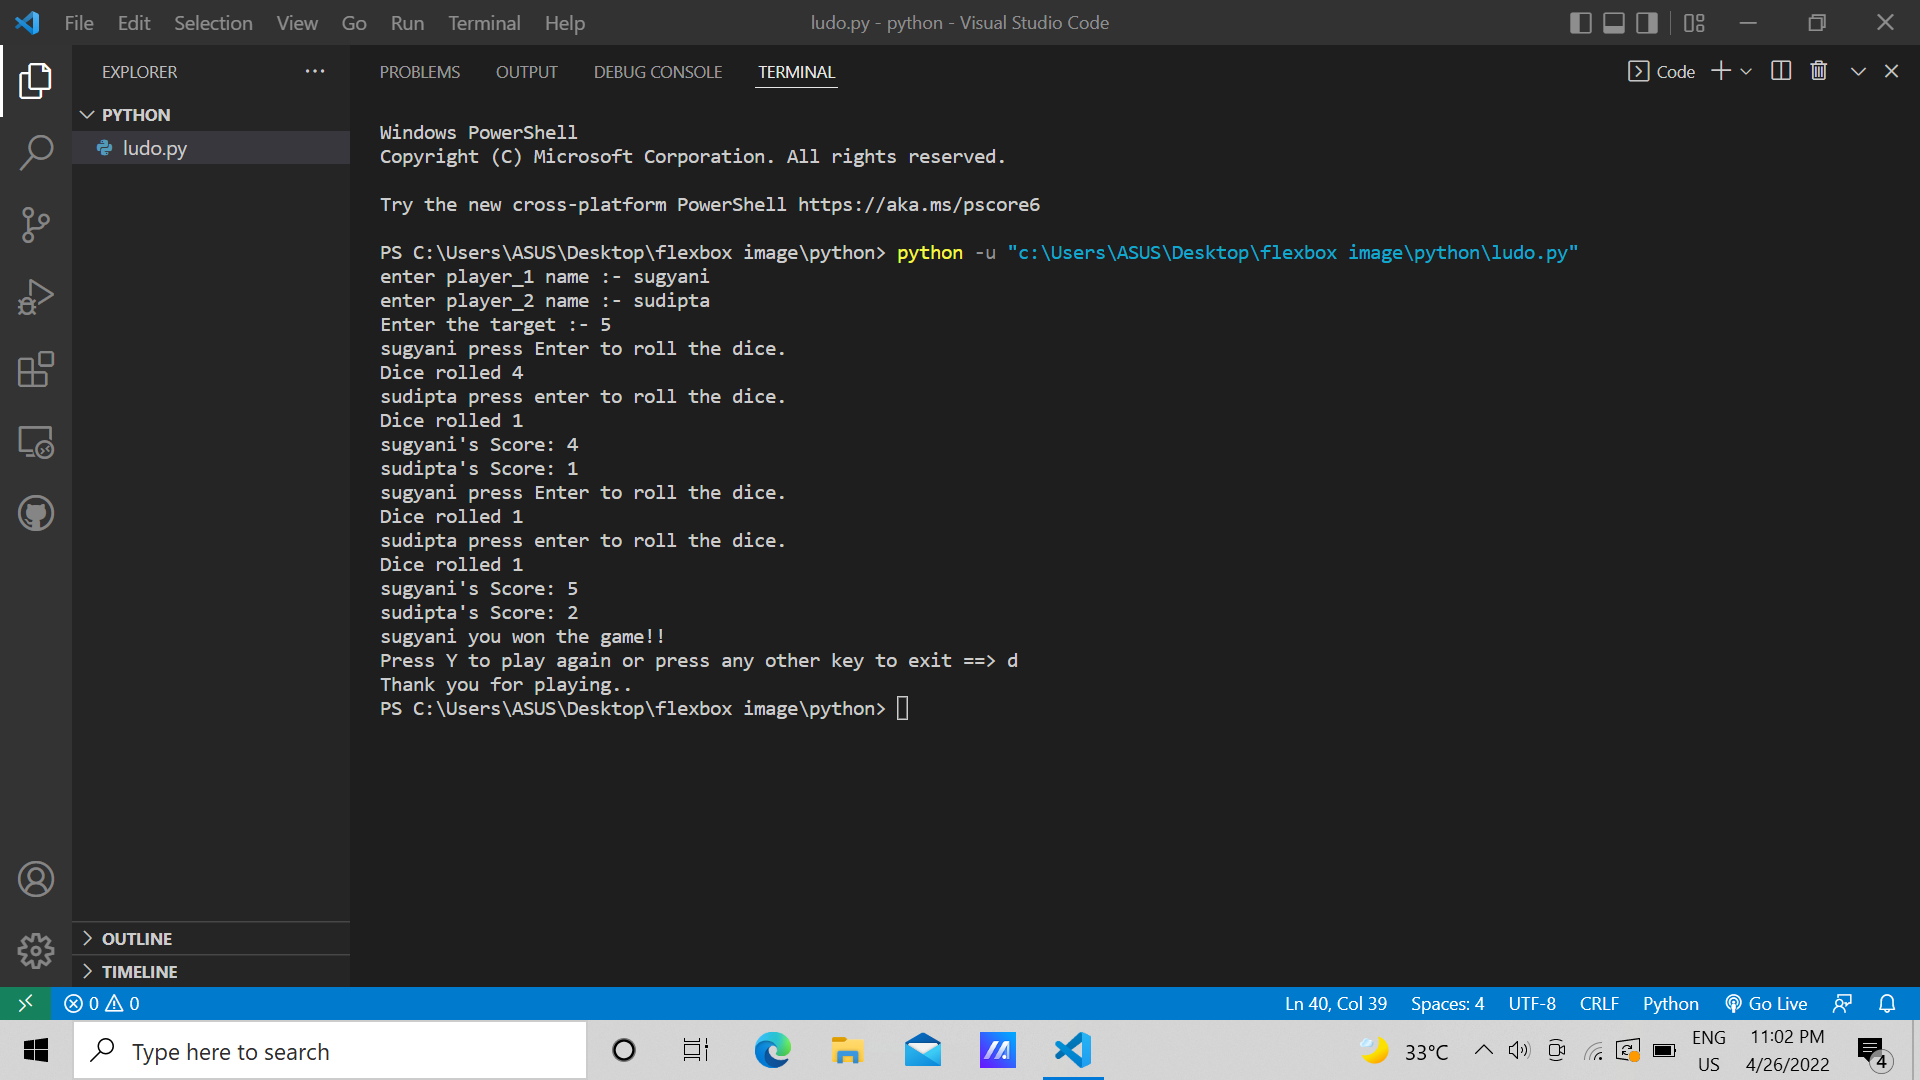 File Edit Selection View Go Run Terminal Help ludo.py - python - Visual Studio Code
EXPLORER
PYTHON
ludo.py
OUTLINE
TIMELINE
PROBLEMS OUTPUT DEBUG CONSOLE TERMINAL Code
Windows PowerShell
Copyright (C) Microsoft Corporation. All rights reserved.
Try the new cross-platform PowerShell https://aka.ms/pscore6
PS C:\Users\ASUS\Desktop\flexbox image\python> python -u "c:\Users\ASUS\Desktop\flexbox image\python\ludo.py"
enter player_1 name :- sugyani
enter player_2 name :- sudipta
Enter the target :- 5
sugyani press Enter to roll the dice.
Dice rolled 4
sudipta press enter to roll the dice.
Dice rolled 1
sugyani's Score: 4
sudipta's Score: 1
sugyani press Enter to roll the dice.
Dice rolled 1
sudipta press enter to roll the dice.
Dice rolled 1
sugyani's Score: 5
sudipta's Score: 2
sugyani you won the game!!
Press Y to play again or press any other key to exit ==> d
Thank you for playing..
PS C:\Users\ASUS\Desktop\flexbox image\python>
0 0 Ln 40, Col 39 Spaces: 4 UTF-8 CRLF Python Go Live
Type here to search 33°C ENG US 11:02 PM 4/26/2022 4